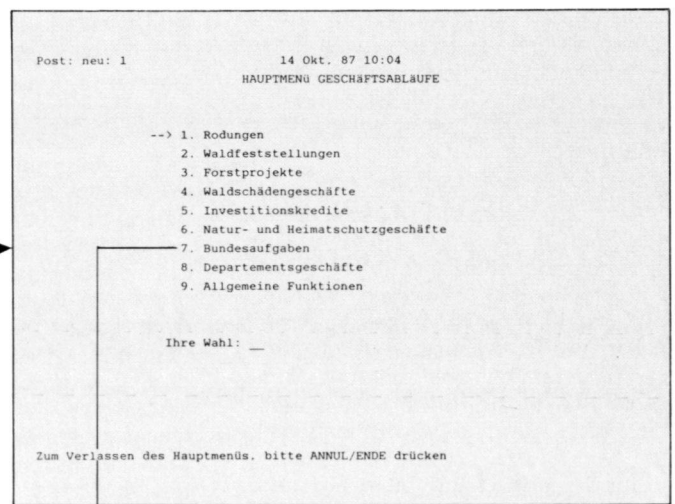 Post: neu: 1 14 Okt. 87 10:04
HAUPTMENü GESCHäFTSABLäUFE
--> 1. Rodungen
2. Waldfeststellungen
3. Forstprojekte
4. Waldschädengeschäfte
5. Investitionskredite
6. Natur- und Heimatschutzgeschäfte
7. Bundesaufgaben
8. Departementsgeschäfte
9. Allgemeine Funktionen
Ihre Wahl: __
Zum Verlassen des Hauptmenüs. bitte ANNUL/ENDE drücken